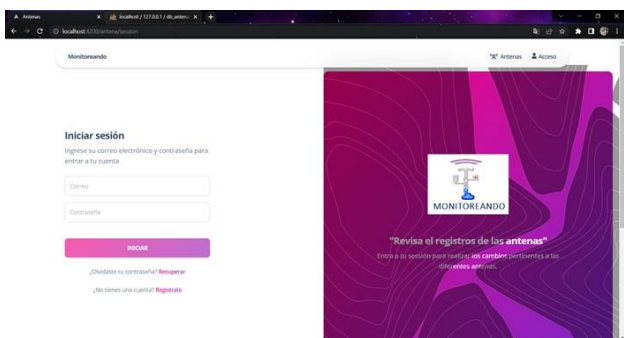 Antenas
localhost / 127.0.0.1 / db_antena
localhost:4200/antena/session
Monitoreando
Antenas
Acceso
Iniciar sesión
Ingrese su correo electrónico y contraseña para
entrar a tu cuenta
Correo
Contraseña
INICIAR
¿Olvidaste tu contraseña? Recuperar
¿No tienes una cuenta? Registrate
MONITOREANDO
"Revisa el registros de las antenas"
Entra a tu sessión para realizar los cambios pertinentes a las
diferentes antenas.